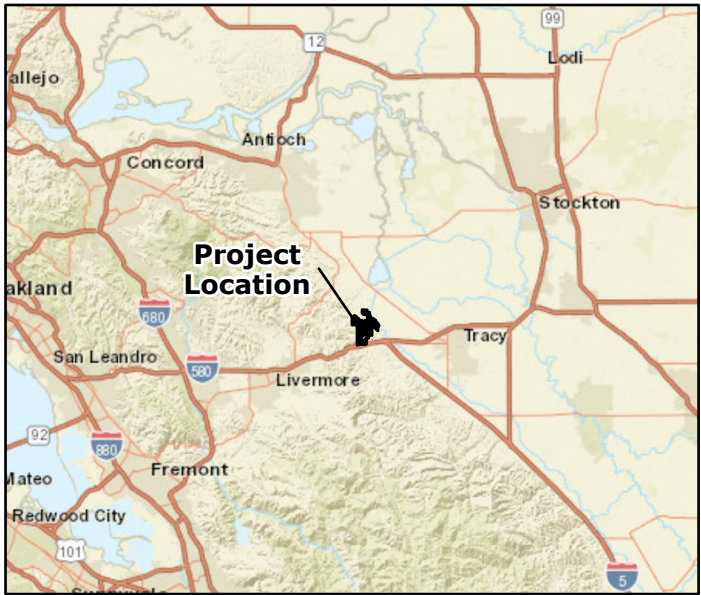 99
12
Lodi
allejo
Antioch
Concord
Stockton
Project
Location
akland
680
Tracy
San Leandro
580
Livermore
92
880
Fremont
Mateo
Redwood City
101
5